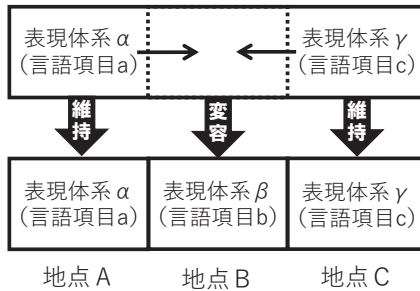 表現体系α
(言語項目a)
表現体系γ
(言語項目c)
維持
変容
維持
表現体系α
(言語項目a)
表現体系β
(言語項目b)
表現体系γ
(言語項目c)
地点A
地点B
地点C